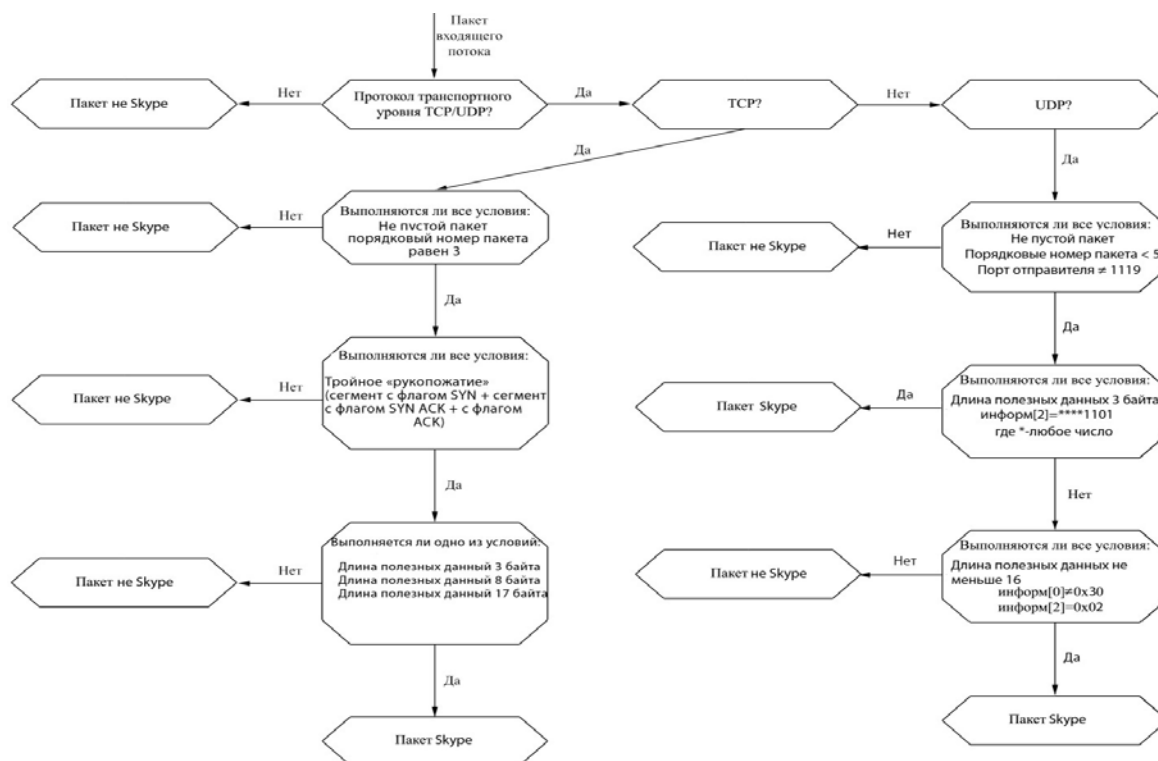 Пакет
входящего
потока
Пакет не Skype
Нет
Протокол транспортного
уровня TCP/UDP?
Да
TCP?
Нет
UDP?
Да
Да
Пакет не Skype
Нет
Выполняются ли все условия:
Не пустой пакет
порядковый номер пакета
равен 3
Пакет не Skype
Нет
Выполняются ли все условия:
Не пустой пакет
Порядковые номер пакета < 5
Порт отправителя ≠ 1119
Да
Да
Пакет не Skype
Нет
Выполняются ли все условия:
Тройное «рукопожатие»
(сегмент с флагом SYN + сегмент
с флагом SYN ACK + с флагом
ACK)
Пакет Skype
Да
Выполняются ли все условия:
Длина полезных данных 3 байта
информ[2]=****1101
где *-любое число
Да
Нет
Пакет не Skype
Нет
Выполняется ли одно из условий:
Длина полезных данный 3 байта
Длина полезных данный 8 байта
Длина полезных данный 17 байта
Пакет не Skype
Нет
Выполняются ли все условия:
Длина полезных данных не
меньше 16
информ[0]≠0x30
информ[2]=0x02
Да
Да
Пакет Skype
Пакет Skype